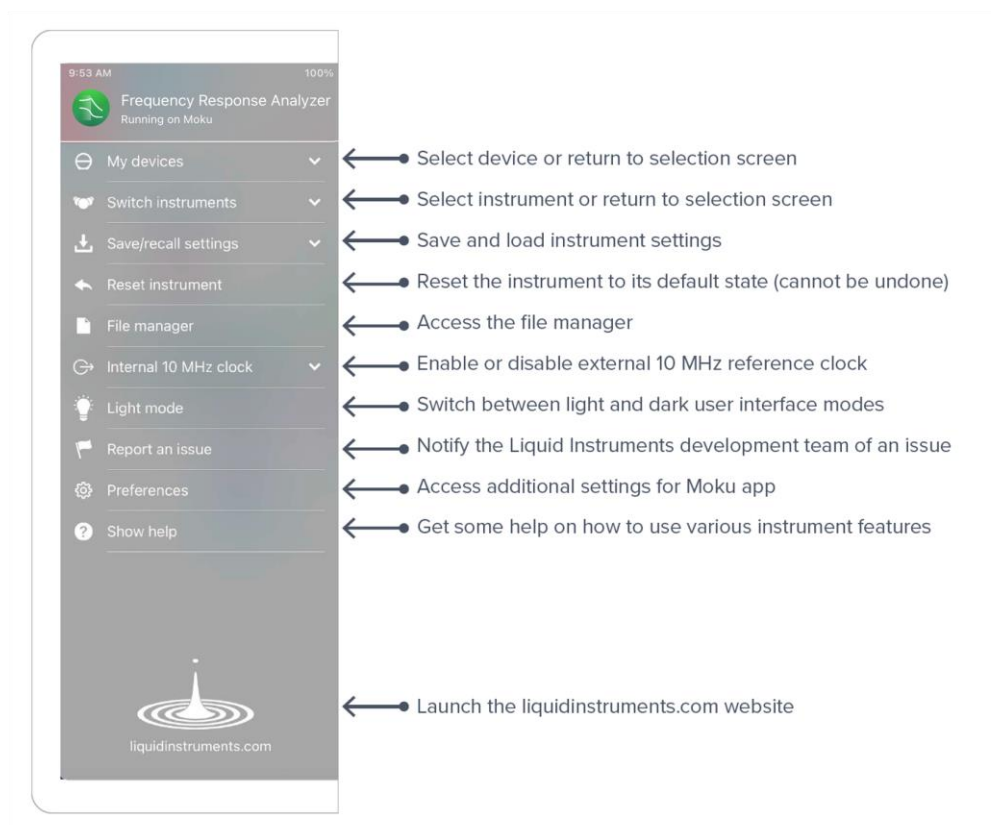 9:53 AM 100%
Frequency Response Analyzer
Running on Moku
My devices Select device or return to selection screen
Switch instruments Select instrument or return to selection screen
Save/recall settings Save and load instrument settings
Reset instrument Reset the instrument to its default state (cannot be undone)
File manager Access the file manager
Internal 10 MHz clock Enable or disable external 10 MHz reference clock
Light mode Switch between light and dark user interface modes
Report an issue Notify the Liquid Instruments development team of an issue
Preferences Access additional settings for Moku app
? Show help Get some help on how to use various instrument features
Launch the liquidinstruments.com website
liquidinstruments.com